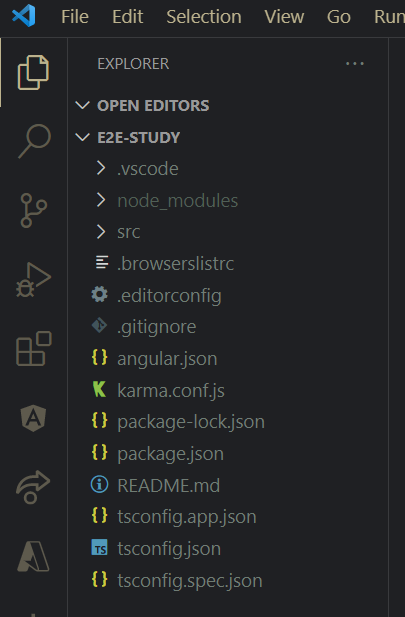 File Edit Selection View Go Run
EXPLORER
OPEN EDITORS
E2E-STUDY
.vscode
node_modules
src
.browserslistrc
.editorconfig
.gitignore
angular.json
karma.conf.js
package-lock.json
package.json
README.md
tsconfig.app.json
TS tsconfig.json
tsconfig.spec.json